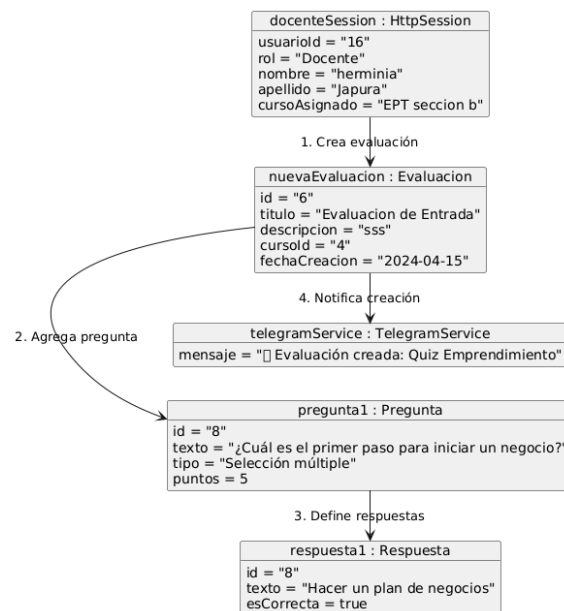 docenteSession : HttpSession
usuarioId = "16"
rol = "Docente"
nombre = "herminia"
apellido = "Japura"
cursoAsignado = "EPT seccion b"
1. Crea evaluación
nuevaEvaluacion : Evaluacion
id = "6"
titulo = "Evaluacion de Entrada"
descripcion = "sss"
cursoId = "4"
fechaCreacion = "2024-04-15"
4. Notifica creación
2. Agrega pregunta
telegramService : TelegramService
mensaje = "▯ Evaluación creada: Quiz Emprendimiento"
pregunta1 : Pregunta
id = "8"
texto = "¿Cuál es el primer paso para iniciar un negocio?"
tipo = "Selección múltiple"
puntos = 5
3. Define respuestas
respuesta1 : Respuesta
id = "8"
texto = "Hacer un plan de negocios"
esCorrecta = true